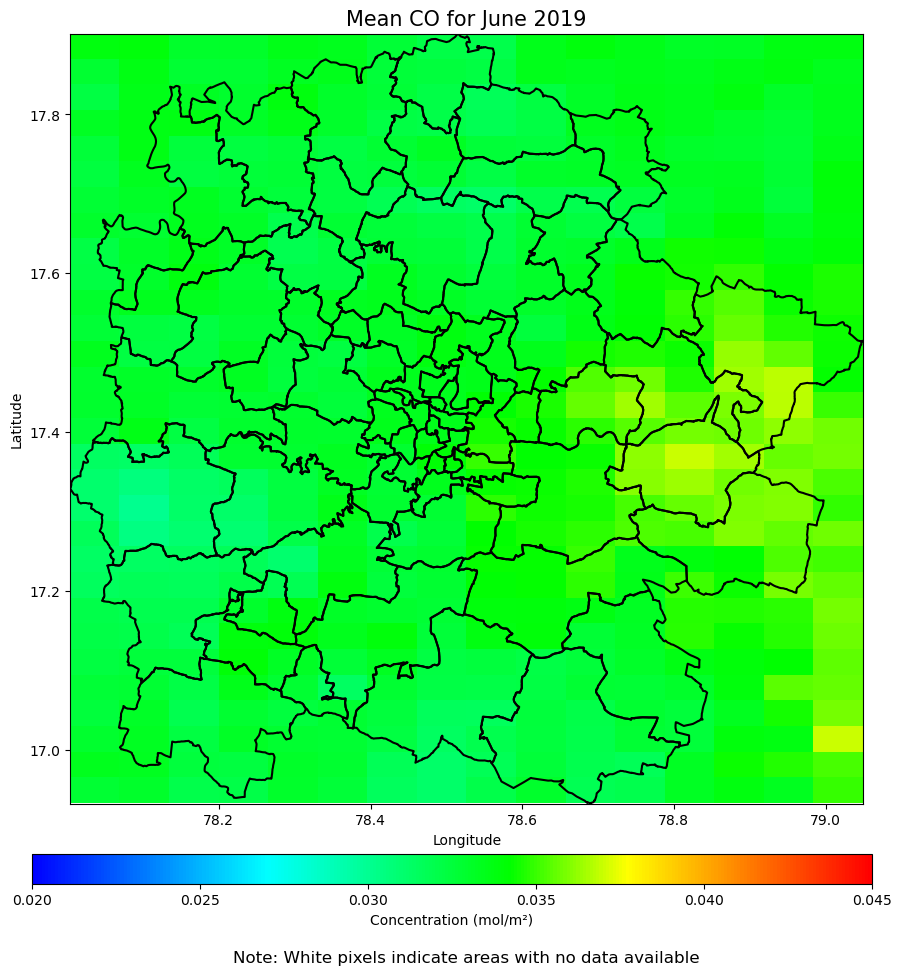 Mean CO for June 2019
17.8
17.6
Latitude
17.4
17.2
17.0
78.2 78.4 78.6 78.8 79.0
Longitude
0.020 0.025 0.030 0.035 0.040 0.045
Concentration (mol/m²)
Note: White pixels indicate areas with no data available